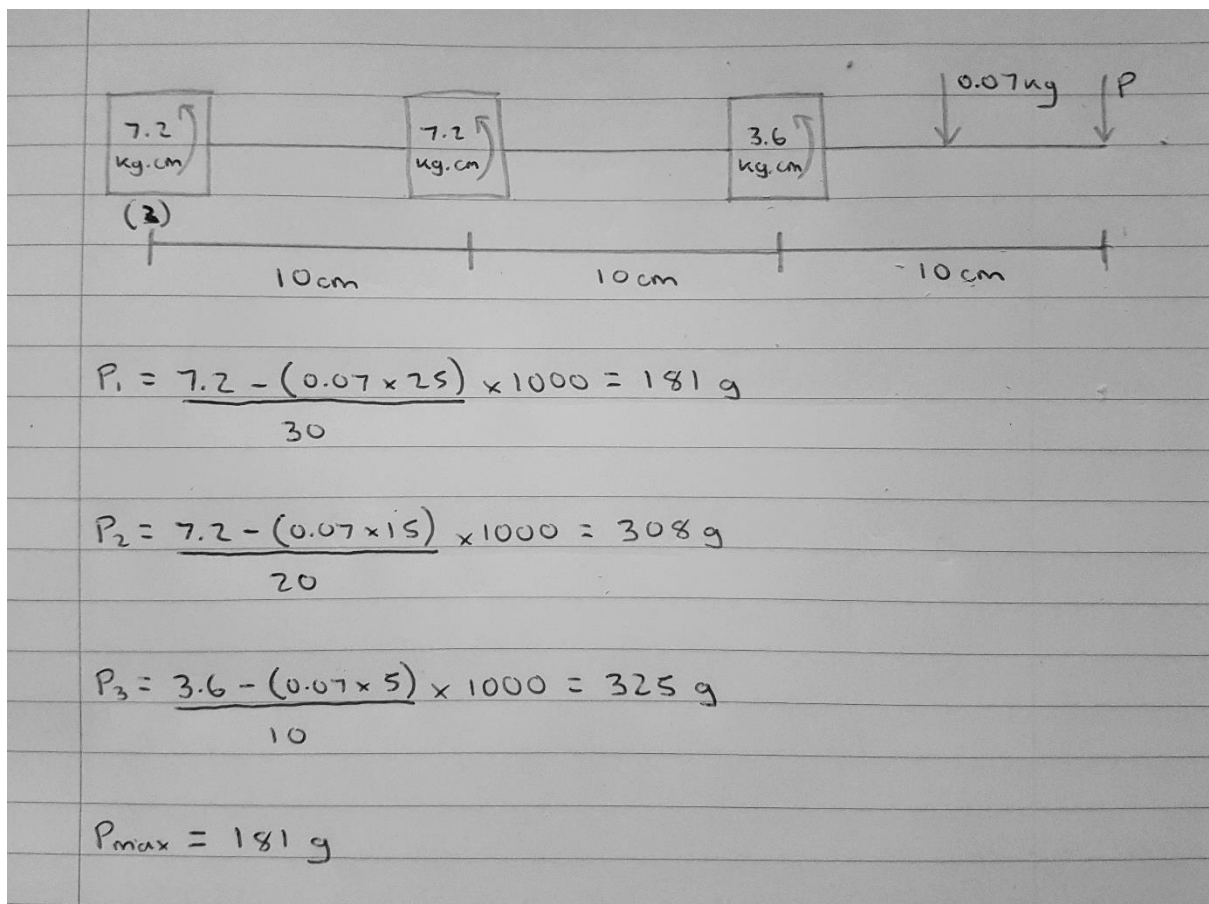 7.2 kg.cm
7.2 kg.cm
3.6 kg.cm
0.07kg
P
10cm
10cm
10cm
P₁ = 7.2 - (0.07 x 25) / 30 x 1000 = 181 g
P₂ = 7.2 - (0.07 x 15) / 20 x 1000 = 308 g
P₃ = 3.6 - (0.07 x 5) / 10 x 1000 = 325 g
Pmax = 181 g